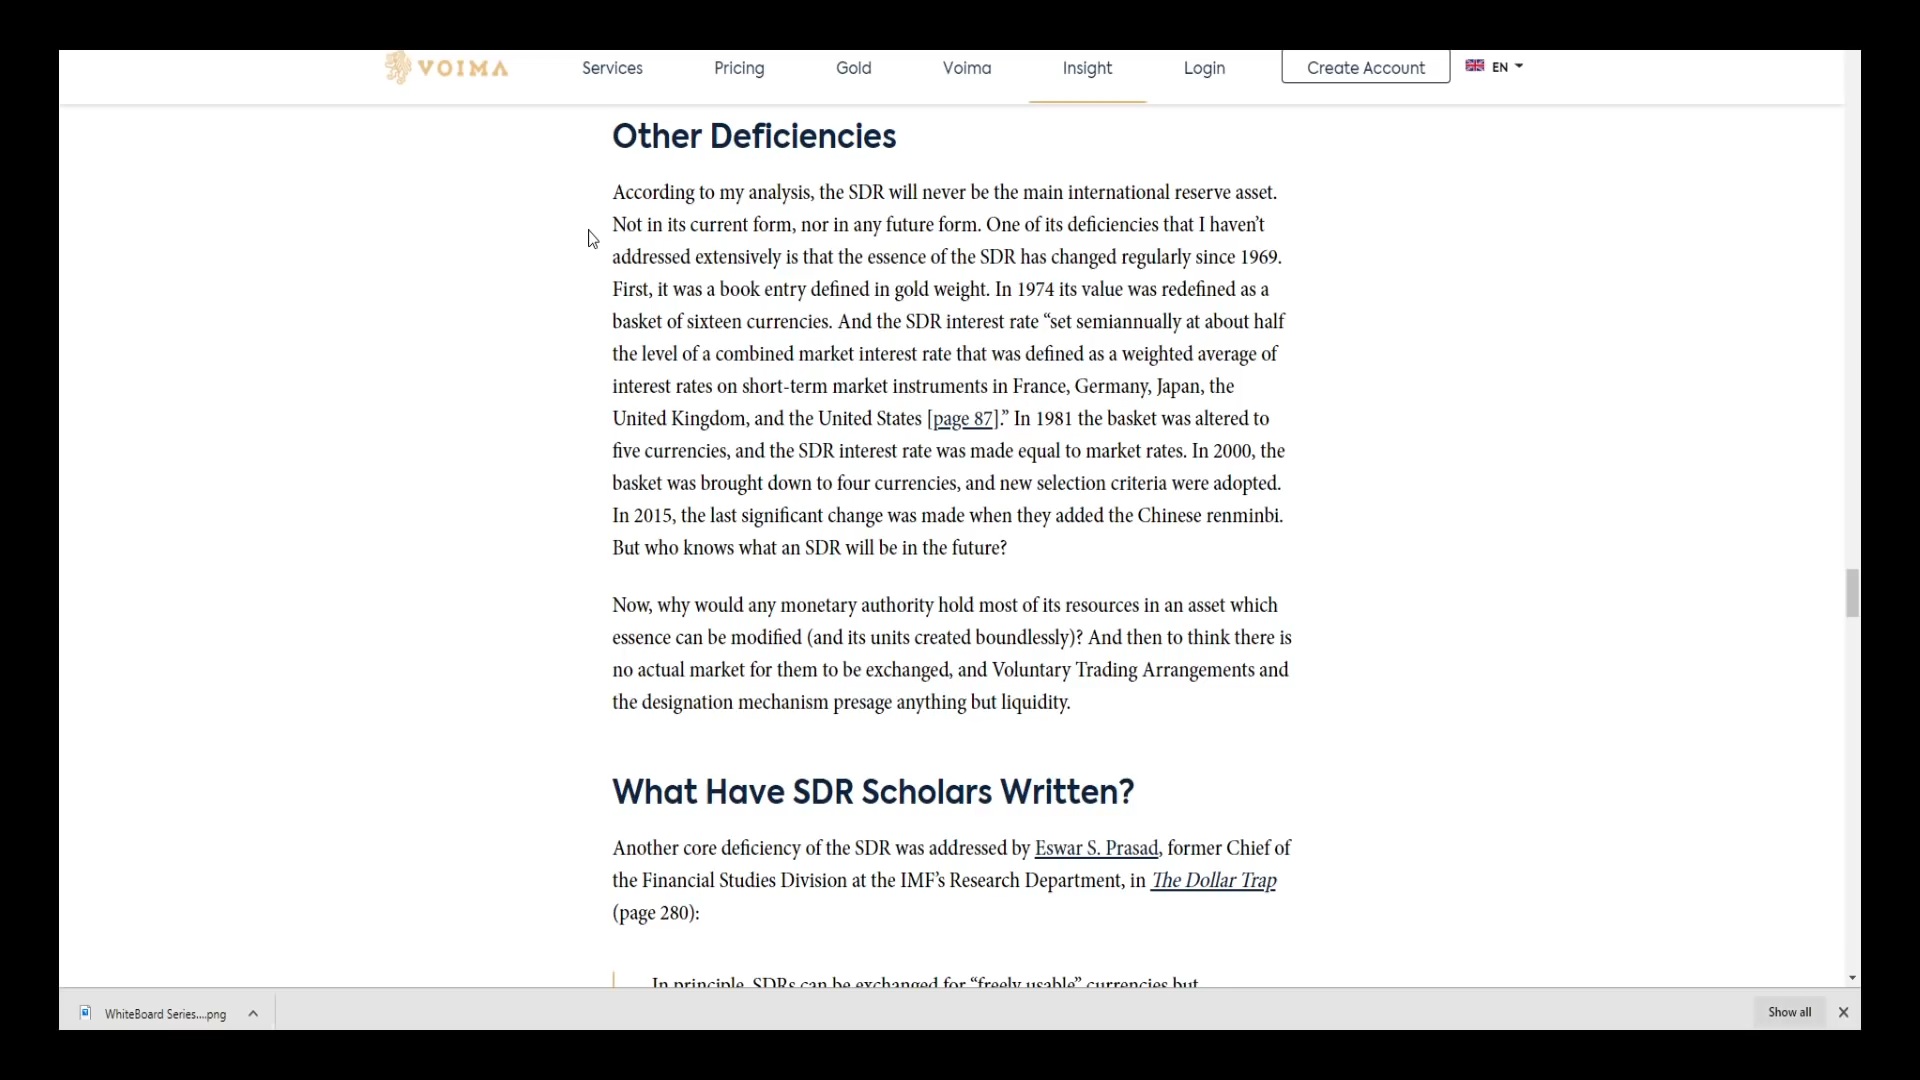 VOIMA
Services
Pricing
Gold
Voima
Insight
Login
Create Account
EN
Other Deficiencies
According to my analysis, the SDR will never be the main international reserve asset.
Not in its current form, nor in any future form. One of its deficiencies that I haven’t
addressed extensively is that the essence of the SDR has changed regularly since 1969.
First, it was a book entry defined in gold weight. In 1974 its value was redefined as a
basket of sixteen currencies. And the SDR interest rate “set semiannually at about half
the level of a combined market interest rate that was defined as a weighted average of
interest rates on short-term market instruments in France, Germany, Japan, the
United Kingdom, and the United States [page 87].” In 1981 the basket was altered to
five currencies, and the SDR interest rate was made equal to market rates. In 2000, the
basket was brought down to four currencies, and new selection criteria were adopted.
In 2015, the last significant change was made when they added the Chinese renminbi.
But who knows what an SDR will be in the future?
Now, why would any monetary authority hold most of its resources in an asset which
essence can be modified (and its units created boundlessly)? And then to think there is
no actual market for them to be exchanged, and Voluntary Trading Arrangements and
the designation mechanism presage anything but liquidity.
What Have SDR Scholars Written?
Another core deficiency of the SDR was addressed by Eswar S. Prasad, former Chief of
the Financial Studies Division at the IMF’s Research Department, in The Dollar Trap
(page 280):
In principle, SDRs can be exchanged for “freely usable” currencies but
WhiteBoard Series....png
Show all